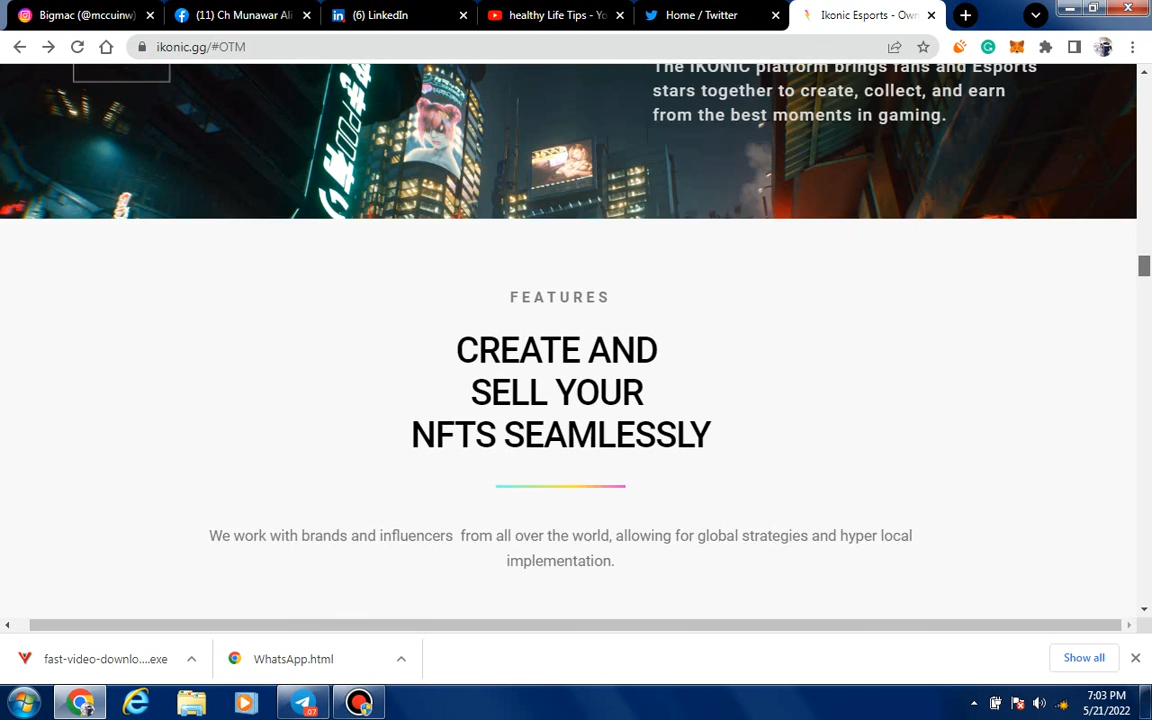 Bigmac (@mccuinw)
(11) Ch Munawar Ali
(6) LinkedIn
healthy Life Tips - Yo
Home / Twitter
Ikonic Esports - Own
ikonic.gg/#OTM
The IKONIC platform brings fans and Esports
stars together to create, collect, and earn
from the best moments in gaming.
FEATURES
CREATE AND
SELL YOUR
NFTS SEAMLESSLY
We work with brands and influencers from all over the world, allowing for global strategies and hyper local
implementation.
fast-video-downlo....exe
WhatsApp.html
Show all
07
7:03 PM
5/21/2022